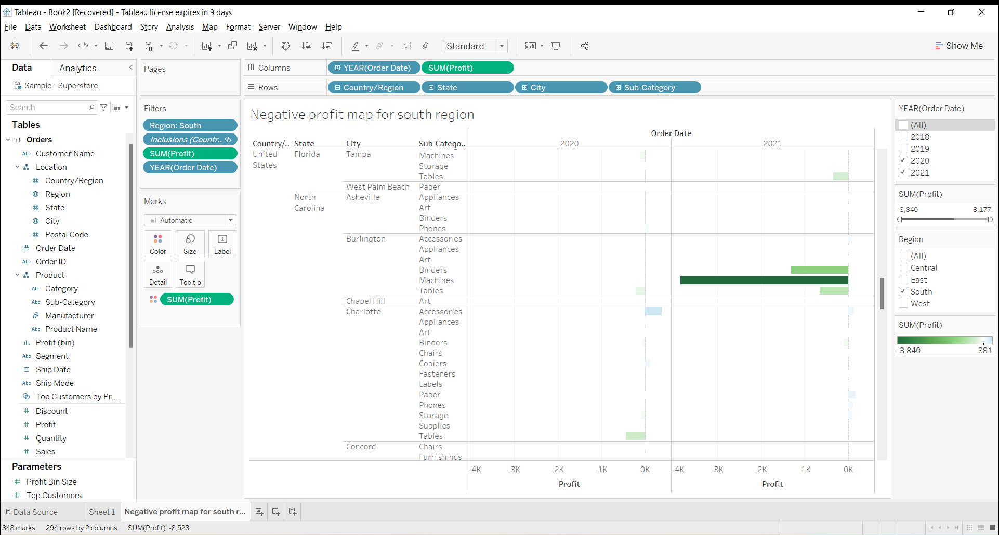 Tableau - Book2 [Recovered] - Tableau license expires in 9 days
File Data Worksheet Dashboard Story Analysis Map Format Server Window Help
Standard
Show Me
Data Analytics
Sample - Superstore
Search
Tables
Orders
Abc Customer Name
Location
Country/Region
Region
State
City
Postal Code
Order Date
Abc Order ID
Product
Abc Category
Abc Sub-Category
Manufacturer
Abc Product Name
Profit (bin)
Abc Segment
Ship Date
Abc Ship Mode
Top Customers by Pr...
# Discount
# Profit
# Quantity
# Sales
Parameters
# Profit Bin Size
# Top Customers
Pages
Filters
Region: South
Inclusions (Countr..
SUM(Profit)
YEAR(Order Date)
Marks
Automatic
Color Size Label
Detail Tooltip
SUM(Profit)
Columns YEAR(Order Date) SUM(Profit)
Rows Country/Region State City Sub-Category
Negative profit map for south region
Order Date
Country/.. State City Sub-Catego.. 2020 2021
United States Florida Tampa Machines
Storage
Tables
West Palm Beach Paper
North Carolina Asheville Appliances
Art
Binders
Phones
Burlington Accessories
Appliances
Art
Binders
Machines
Tables
Chapel Hill Art
Charlotte Accessories
Appliances
Art
Binders
Chairs
Copiers
Fasteners
Labels
Paper
Phones
Storage
Supplies
Tables
Concord Chairs
Furnishings
-4K -3K -2K -1K 0K -4K -3K -2K -1K 0K
Profit Profit
YEAR(Order Date)
(All)
2018
2019
2020
2021
SUM(Profit)
-3,840 3,177
Region
(All)
Central
East
South
West
SUM(Profit)
-3,840 381
Data Source Sheet 1 Negative profit map for south r...
348 marks 294 rows by 2 columns SUM(Profit): -8,523